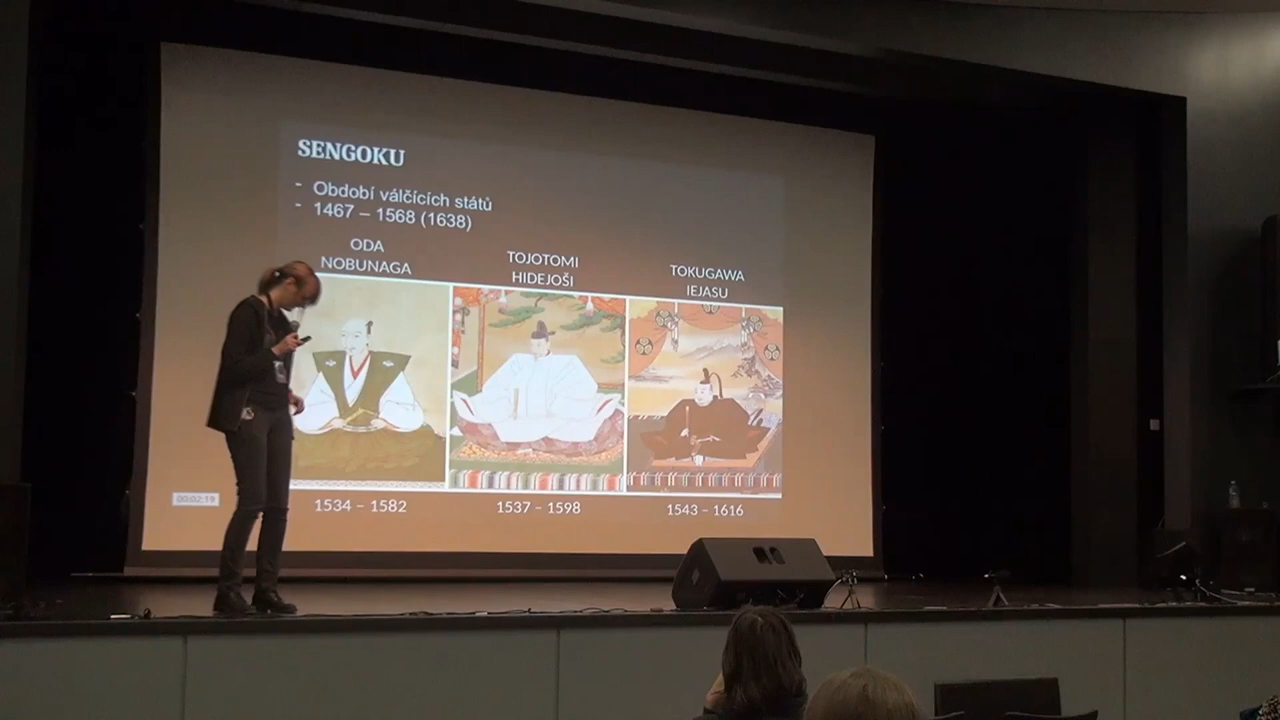 SENGOKU
- Období válčících států
- 1467 – 1568 (1638)
ODA
NOBUNAGA
TOJOTOMI
HIDEJOŠI
TOKUGAWA
IEJASU
1534 – 1582
1537 – 1598
1543 – 1616
00:02:19